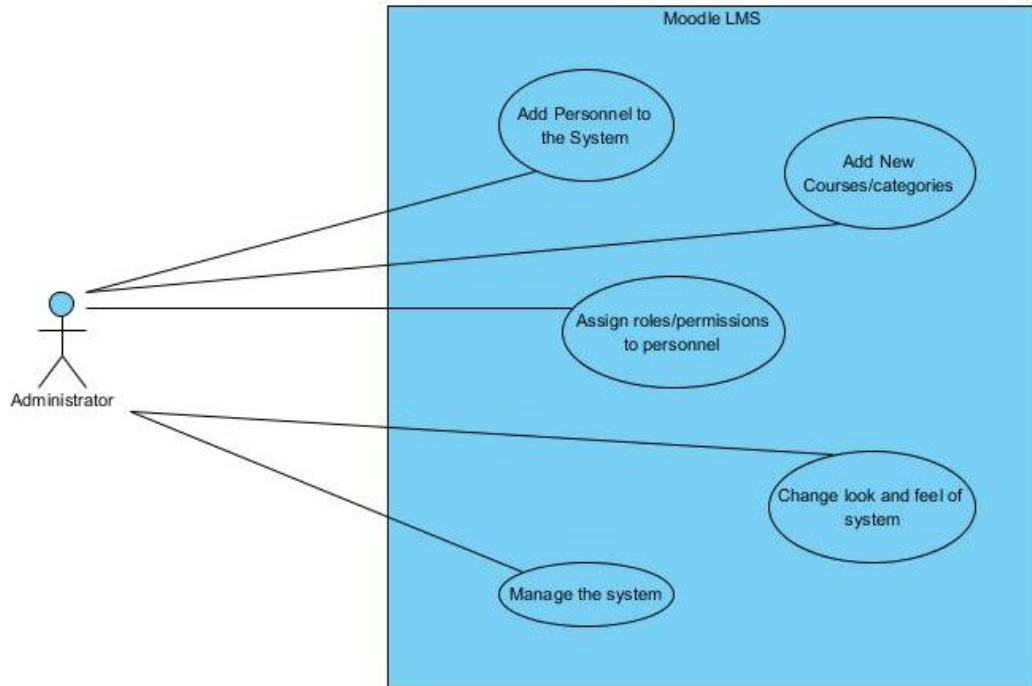 Moodle LMS
Add Personnel to
the System
Add New
Courses/categories
Assign roles/permissions
to personnel
Administrator
Change look and feel of
system
Manage the system